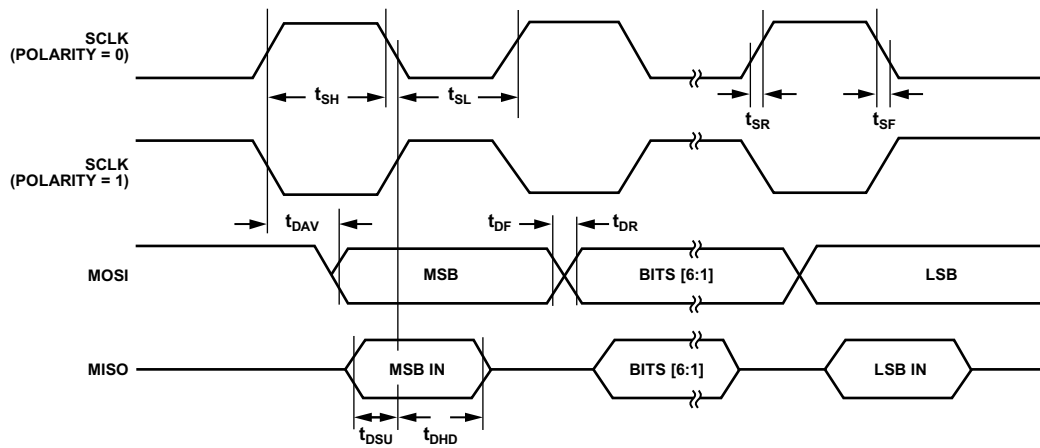 SCLK
(POLARITY = 0)
tSH
tSL
tSR
tSF
SCLK
(POLARITY = 1)
tDAV
tDF
tDR
MOSI
MSB
BITS [6:1]
LSB
MISO
MSB IN
BITS [6:1]
LSB IN
tDSU
tDHD